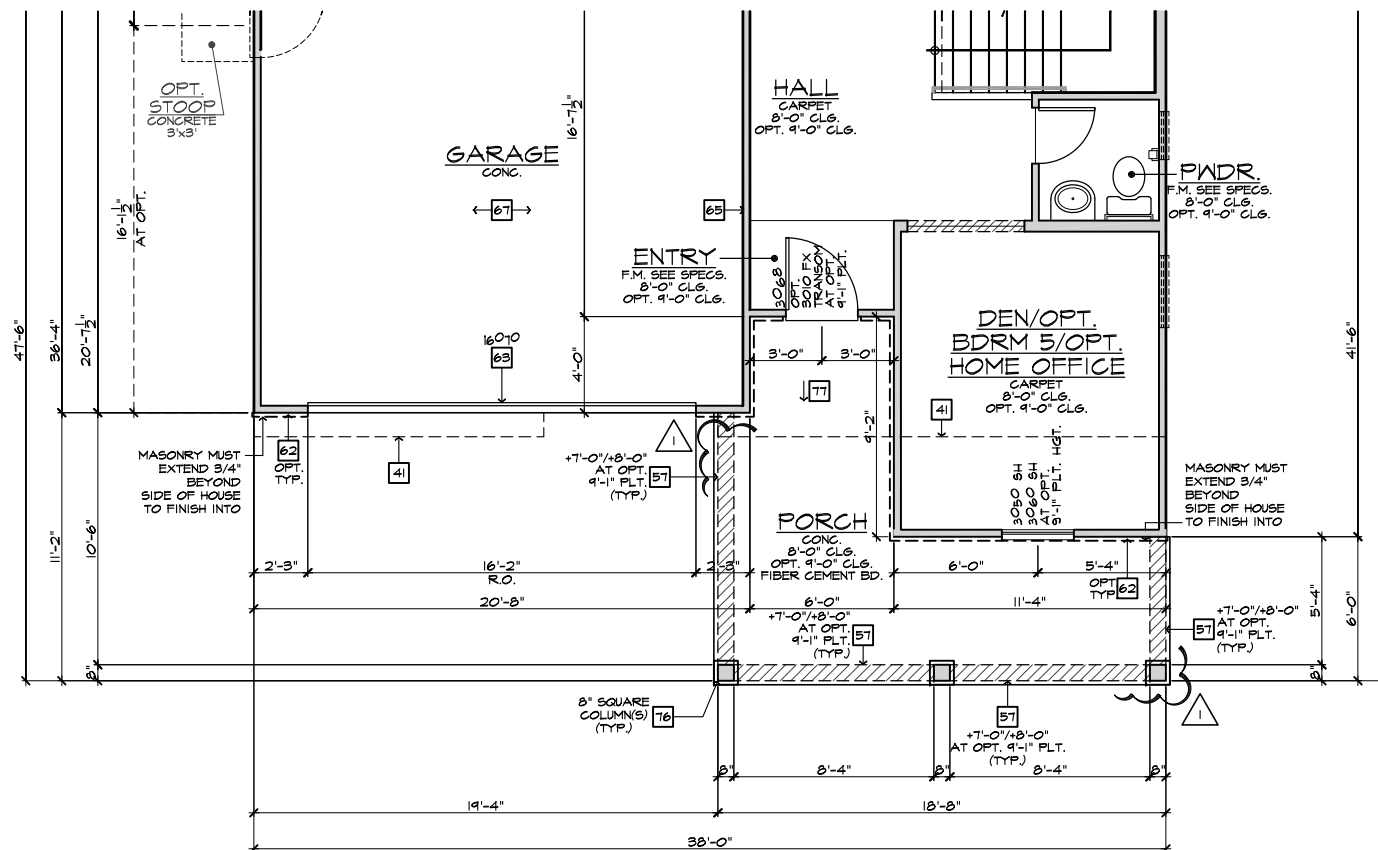 OPT.
STOOP
CONCRETE
3'x3'
HALL
CARPET
8'-0" CLG.
OPT. 9'-0" CLG.
GARAGE
CONC.
16'-7½"
16'-1½"
AT OPT.
67
65
PWDR.
F.M. SEE SPECS.
8'-0" CLG.
OPT. 9'-0" CLG.
ENTRY
F.M. SEE SPECS.
8'-0" CLG.
OPT. 9'-0" CLG.
3068
OPT.
3010 FX
TRANSOM
AT OPT.
9'-1" PLT.
DEN/OPT.
BDRM 5/OPT.
HOME OFFICE
CARPET
8'-0" CLG.
OPT. 9'-0" CLG.
47'-6"
36'-4"
20'-7½"
41'-6"
16070
63
4'-0"
3'-0"
3'-0"
77
41
9'-2"
62
OPT.
TYP.
41
1
MASONRY MUST
EXTEND 3/4"
BEYOND
SIDE OF HOUSE
TO FINISH INTO
+7'-0"/+8'-0"
AT OPT.
9'-1" PLT.
(TYP.)
57
3050 SH
3060 SH
AT OPT.
9'-1" PLT. HGT.
MASONRY MUST
EXTEND 3/4"
BEYOND
SIDE OF HOUSE
TO FINISH INTO
PORCH
CONC.
8'-0" CLG.
OPT. 9'-0" CLG.
FIBER CEMENT BD.
11'-2"
10'-6"
2'-3"
16'-2"
R.O.
2'-3"
6'-0"
5'-4"
OPT
TYP
62
20'-8"
6'-0"
11'-4"
5'-4"
6'-0"
+7'-0"/+8'-0"
AT OPT.
9'-1" PLT.
(TYP.)
57
57
+7'-0"/+8'-0"
AT OPT.
9'-1" PLT.
(TYP.)
8"
8"
8" SQUARE
COLUMN(S)
(TYP.)
76
57
+7'-0"/+8'-0"
AT OPT. 9'-1" PLT.
(TYP.)
1
8"
8'-4"
8"
8'-4"
8"
19'-4"
18'-8"
38'-0"